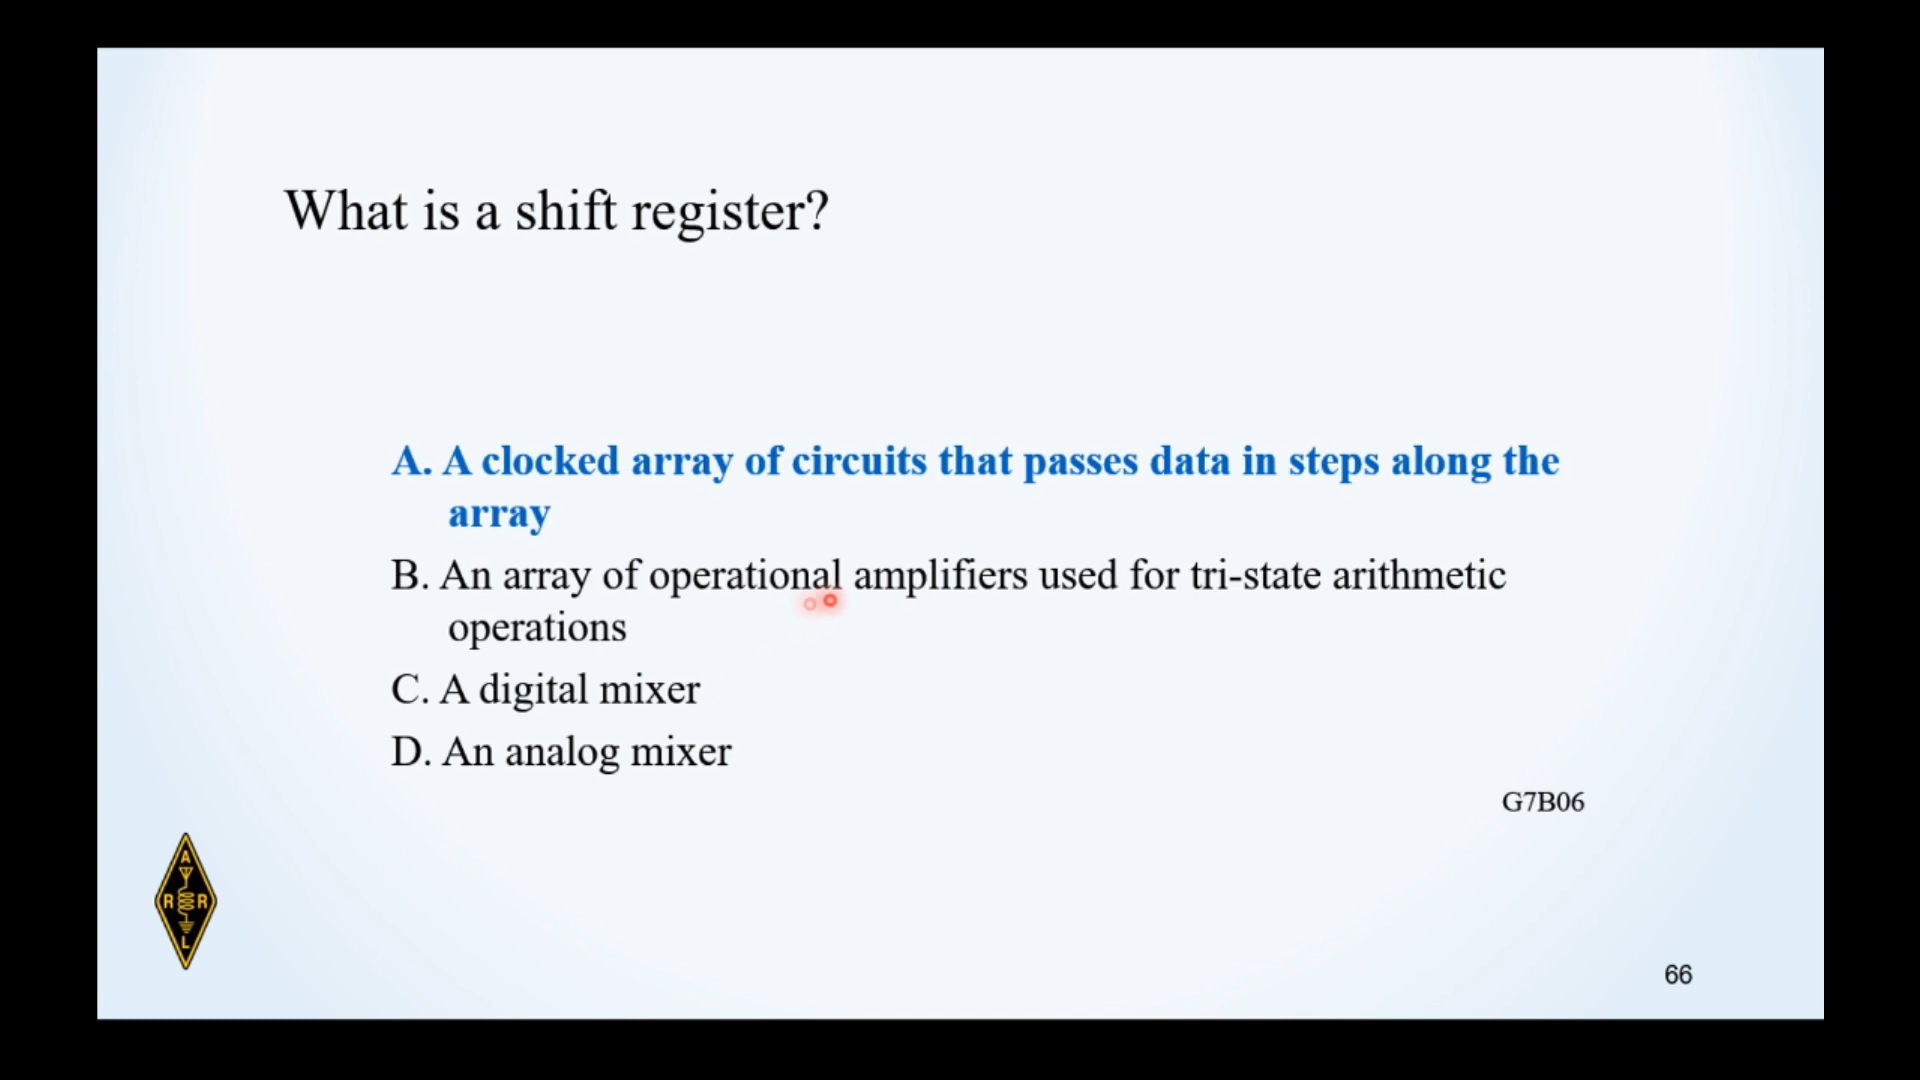 What is a shift register?
A. A clocked array of circuits that passes data in steps along the
array
B. An array of operational amplifiers used for tri-state arithmetic
operations
C. A digital mixer
D. An analog mixer
G7B06
A
R R
L
66